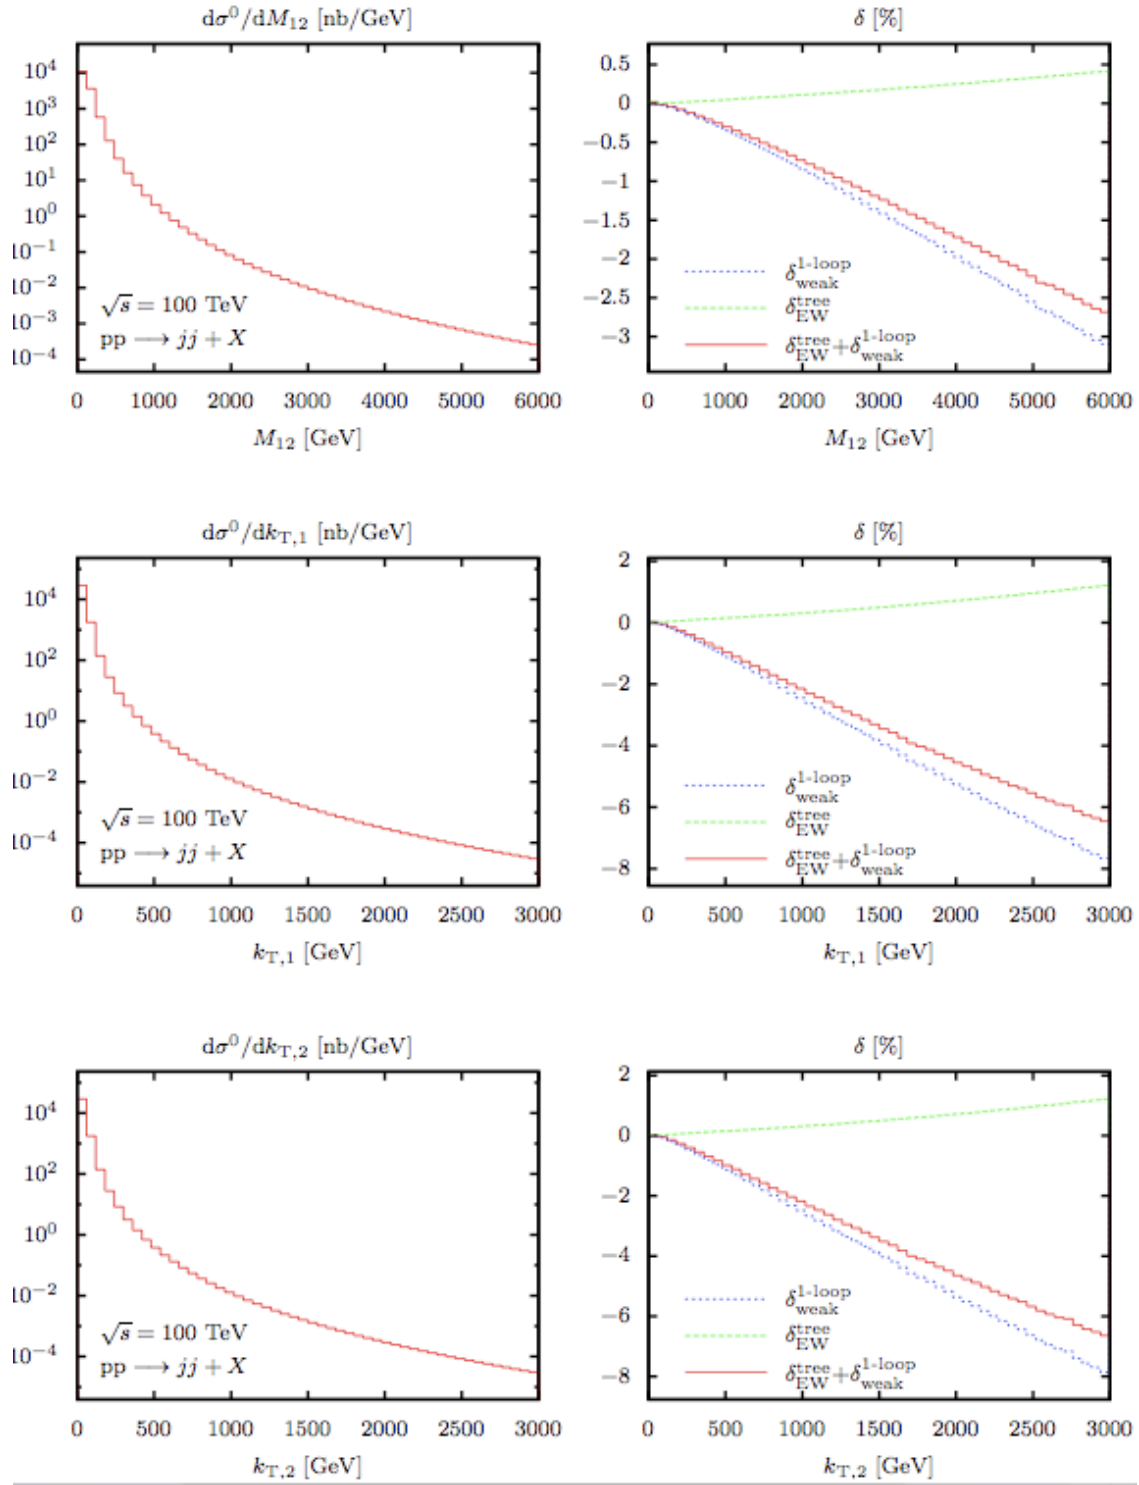 dσ⁰/dM₁₂ [nb/GeV]
10⁴
10³
10²
10¹
10⁰
10⁻¹
10⁻²
10⁻³
10⁻⁴
√s = 100 TeV
pp ⟶ jj + X
0 1000 2000 3000 4000 5000 6000
M₁₂ [GeV]
δ [%]
0.5
0
−0.5
−1
−1.5
−2
−2.5
−3
δ^{1-loop}_{weak}
δ^{tree}_{EW}
δ^{tree}_{EW}+δ^{1-loop}_{weak}
0 1000 2000 3000 4000 5000 6000
M₁₂ [GeV]
dσ⁰/dk_{T,1} [nb/GeV]
10⁴
10²
10⁰
10⁻²
10⁻⁴
√s = 100 TeV
pp ⟶ jj + X
0 500 1000 1500 2000 2500 3000
k_{T,1} [GeV]
δ [%]
2
0
−2
−4
−6
−8
δ^{1-loop}_{weak}
δ^{tree}_{EW}
δ^{tree}_{EW}+δ^{1-loop}_{weak}
0 500 1000 1500 2000 2500 3000
k_{T,1} [GeV]
dσ⁰/dk_{T,2} [nb/GeV]
10⁴
10²
10⁰
10⁻²
10⁻⁴
√s = 100 TeV
pp ⟶ jj + X
0 500 1000 1500 2000 2500 3000
k_{T,2} [GeV]
δ [%]
2
0
−2
−4
−6
−8
δ^{1-loop}_{weak}
δ^{tree}_{EW}
δ^{tree}_{EW}+δ^{1-loop}_{weak}
0 500 1000 1500 2000 2500 3000
k_{T,2} [GeV]